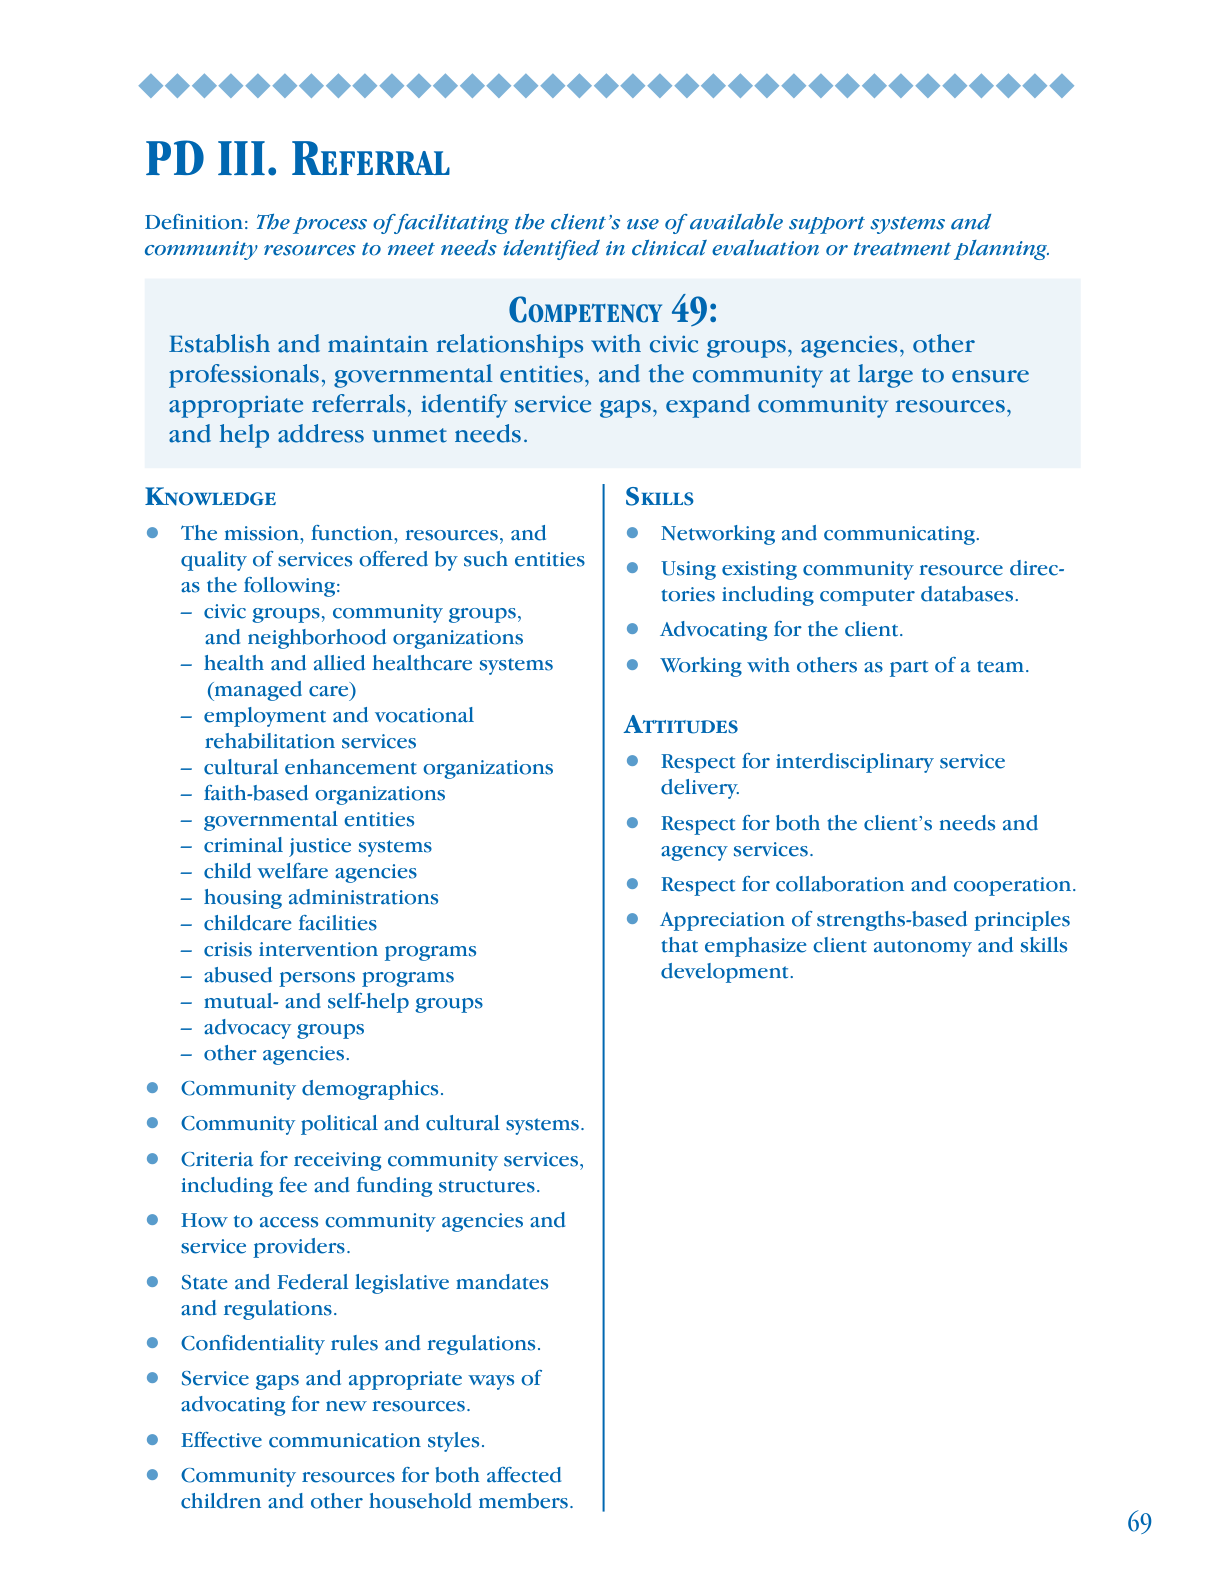 PD III. Referral
Definition: The process of facilitating the client's use of available support systems and
community resources to meet needs identified in clinical evaluation or treatment planning.
Competency 49:
Establish and maintain relationships with civic groups, agencies, other
professionals, governmental entities, and the community at large to ensure
appropriate referrals, identify service gaps, expand community resources,
and help address unmet needs.
Knowledge
● The mission, function, resources, and
quality of services offered by such entities
as the following:
– civic groups, community groups,
and neighborhood organizations
– health and allied healthcare systems
(managed care)
– employment and vocational
rehabilitation services
– cultural enhancement organizations
– faith-based organizations
– governmental entities
– criminal justice systems
– child welfare agencies
– housing administrations
– childcare facilities
– crisis intervention programs
– abused persons programs
– mutual- and self-help groups
– advocacy groups
– other agencies.
● Community demographics.
● Community political and cultural systems.
● Criteria for receiving community services,
including fee and funding structures.
● How to access community agencies and
service providers.
● State and Federal legislative mandates
and regulations.
● Confidentiality rules and regulations.
● Service gaps and appropriate ways of
advocating for new resources.
● Effective communication styles.
● Community resources for both affected
children and other household members.
Skills
● Networking and communicating.
● Using existing community resource direc-
tories including computer databases.
● Advocating for the client.
● Working with others as part of a team.
Attitudes
● Respect for interdisciplinary service
delivery.
● Respect for both the client's needs and
agency services.
● Respect for collaboration and cooperation.
● Appreciation of strengths-based principles
that emphasize client autonomy and skills
development.
69